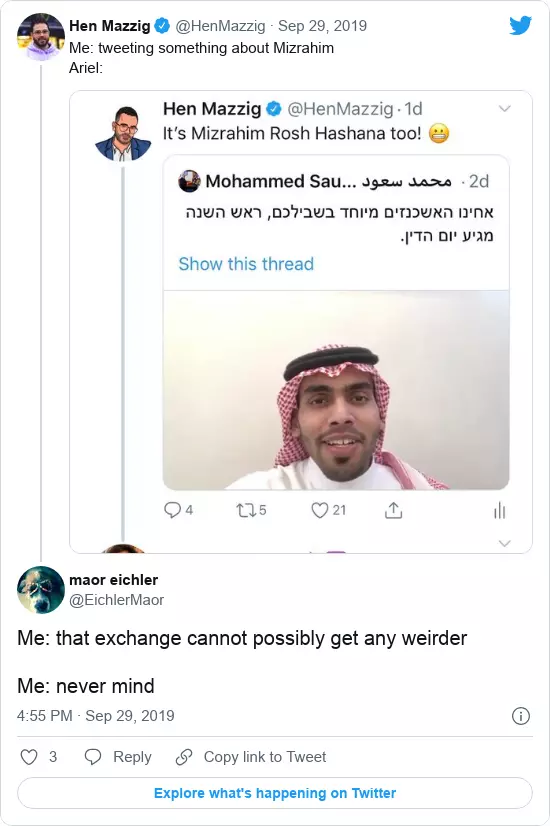 Hen Mazzig @HenMazzig · Sep 29, 2019
Me: tweeting something about Mizrahim
Ariel:
Hen Mazzig @HenMazzig · 1d
It's Mizrahim Rosh Hashana too! 😬
Mohammed Sau... محمد سعود · 2d
אחינו האשכנזים מיוחד בשבילכם, ראש השנה
מגיע יום הדין.
Show this thread
4 5 21
maor eichler
@EichlerMaor
Me: that exchange cannot possibly get any weirder
Me: never mind
4:55 PM · Sep 29, 2019
3 Reply Copy link to Tweet
Explore what's happening on Twitter